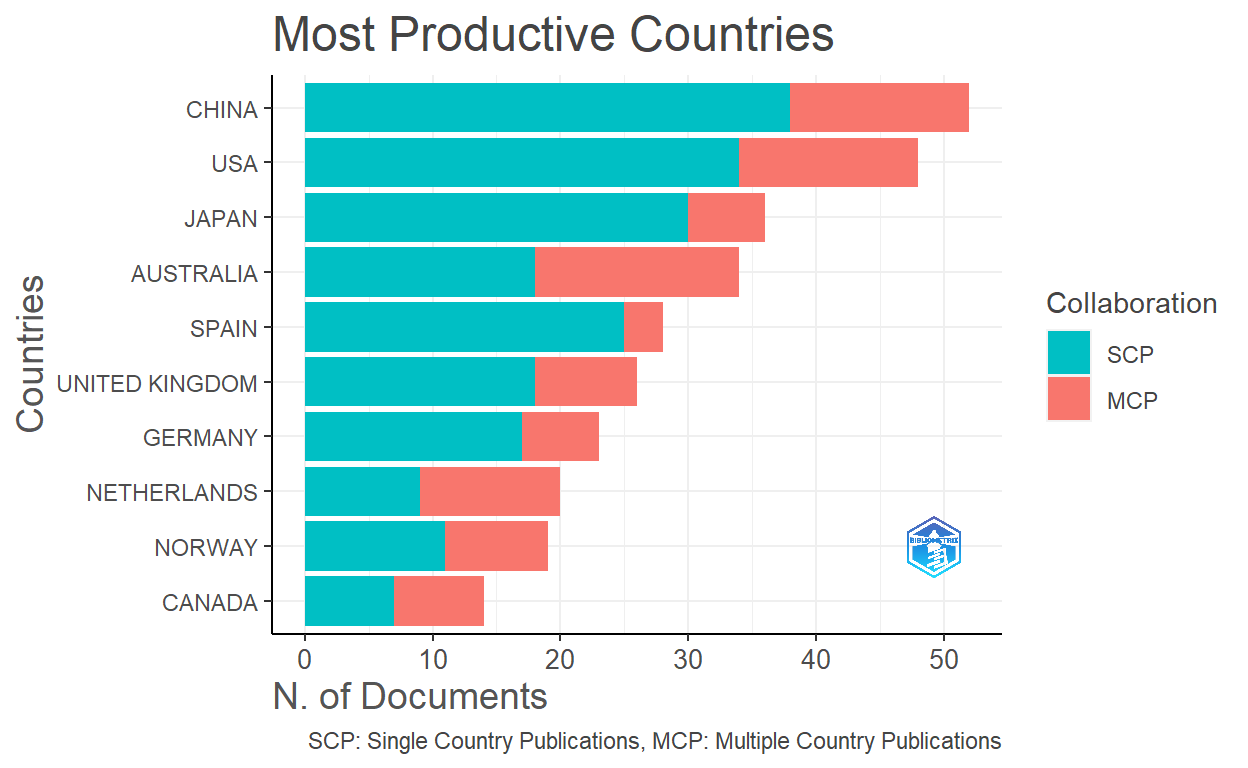 Most Productive Countries
Countries
CHINA
USA
JAPAN
AUSTRALIA
SPAIN
UNITED KINGDOM
GERMANY
NETHERLANDS
NORWAY
CANADA
0 10 20 30 40 50
N. of Documents
SCP: Single Country Publications, MCP: Multiple Country Publications
Collaboration
SCP
MCP
BIBLIOMETRIX